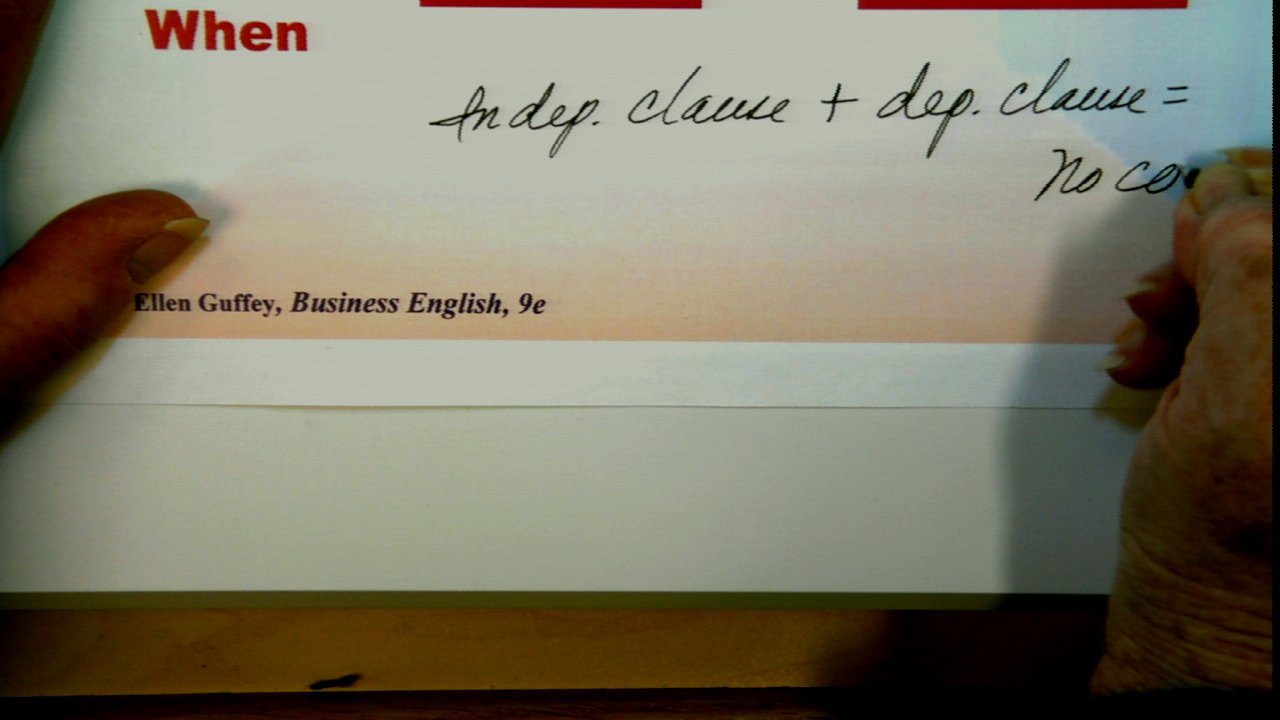 When
Indep. clause + dep. clause =
No co
Ellen Guffey, Business English, 9e